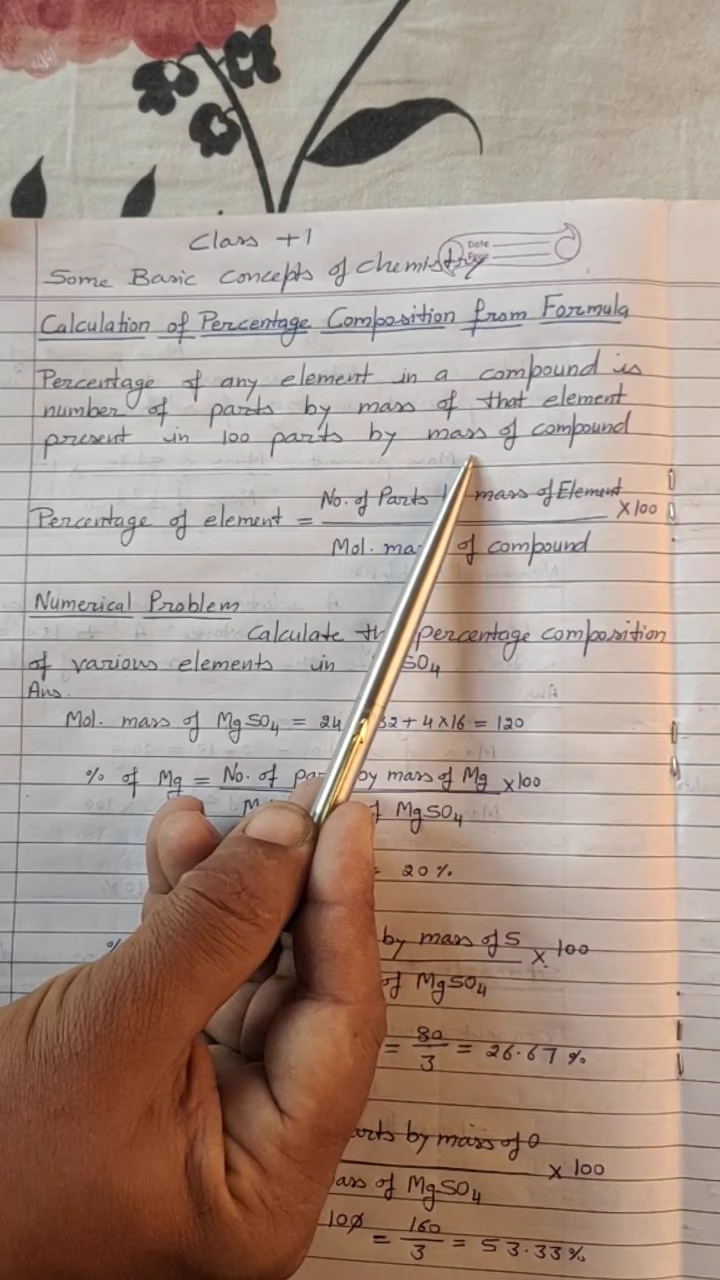 Class +1
Date
Page
Some Basic Concepts of Chemistry
Calculation of Percentage Composition from Formula
Percentage of any element in a compound is
number of parts by mass of that element
present in 100 parts by mass of compound
Percentage of element = No. of Parts mass of Element × 100
Mol. of compound
Numerical Problem
Calculate percentage composition
of various elements in SO4
Ans.
Mol. mass of MgSO4 = 24 32 + 4×16 = 120
% of Mg = No. of by mass of Mg ×100
MgSO4
= 20%
%
by mass of S × 100
of MgSO4
= 80/3 = 26.67%
by mass of O × 100
of MgSO4
100 = 160/3 = 53.33%